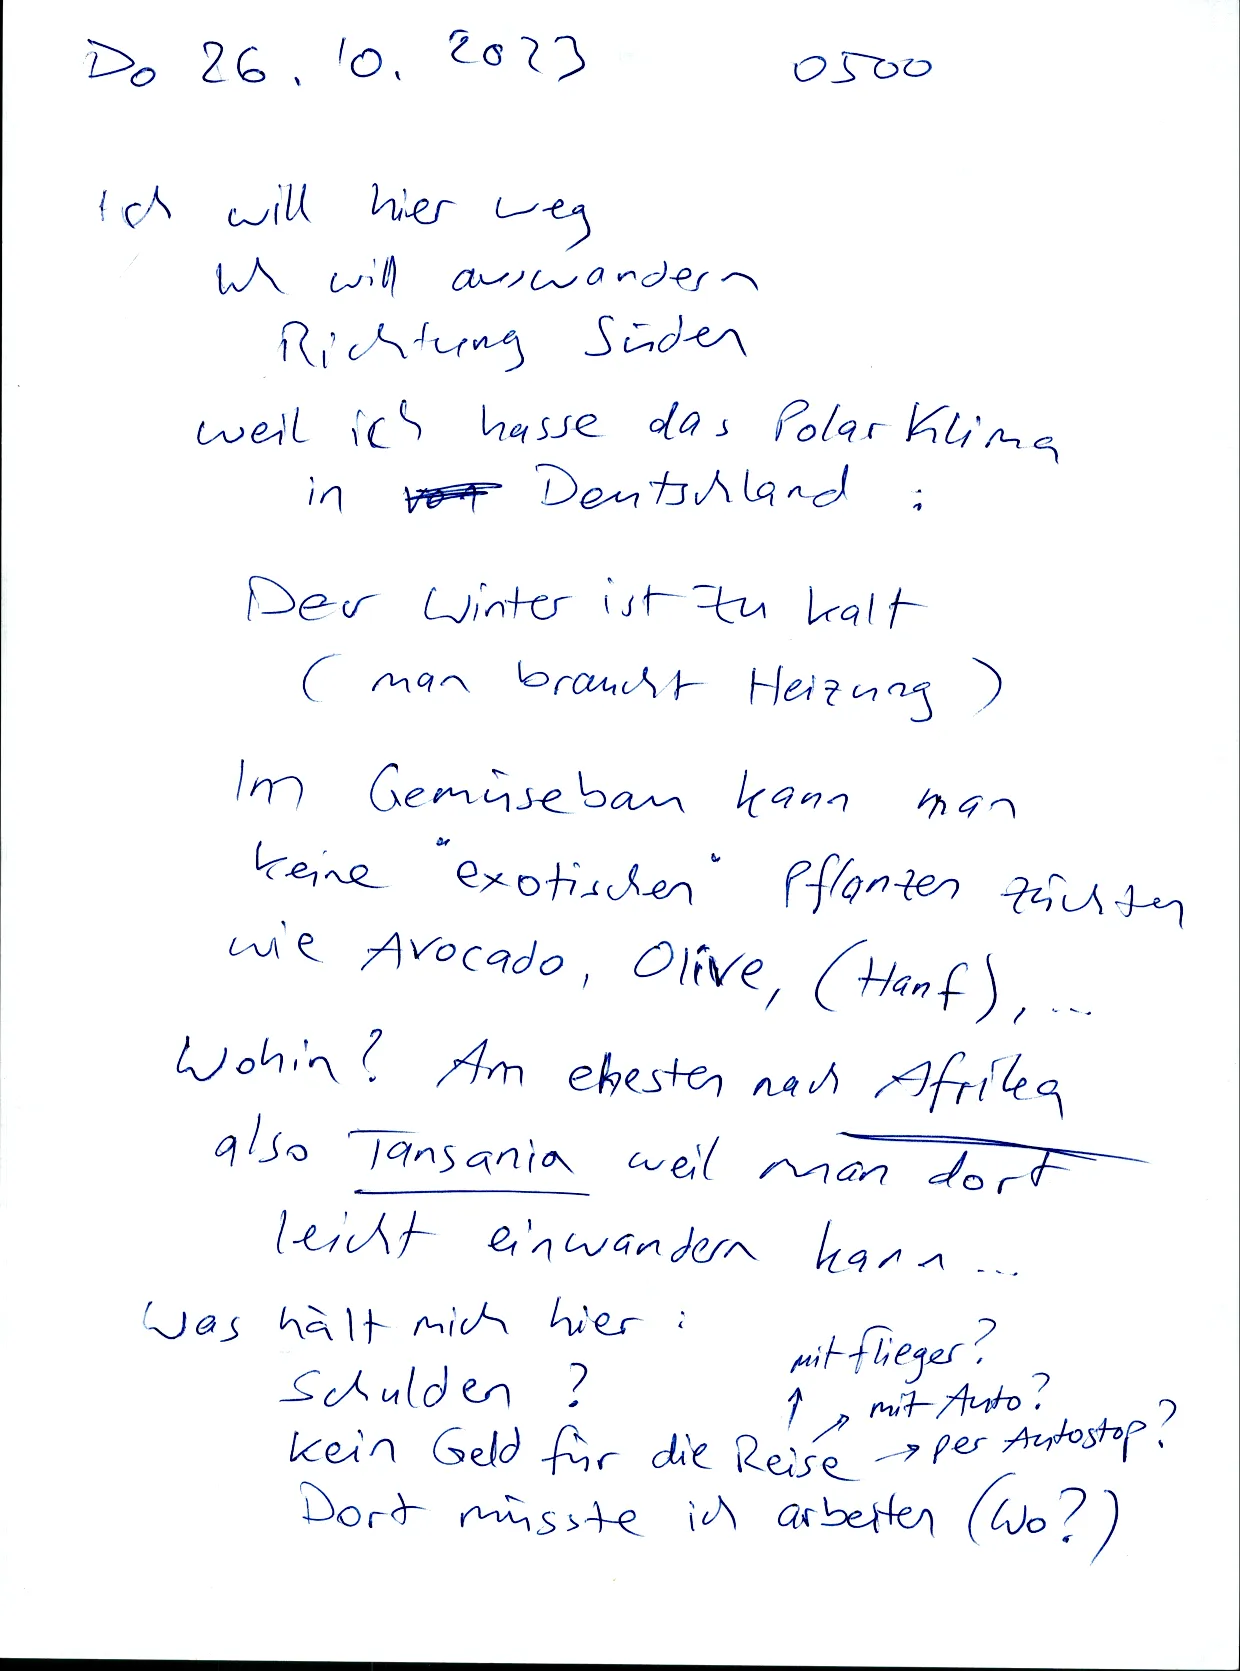 Do 26.10.2023 0500
Ich will hier weg
Ich will auswandern
Richtung Süden
weil ich hasse das Polar Klima
in Deutschland :
Der Winter ist zu kalt
( man braucht Heizung )
Im Gemüsebau kann man
keine "exotischen" Pflanzen züchten
wie Avocado, Olive, (Hanf), ...
Wohin? Am ehesten nach Afrika
also Tansania weil man dort
leicht einwandern kann ...
Was hält mich hier :
mit flieger?
Schulden ?
↑ ↗ mit Auto?
kein Geld für die Reise → per Autostop?
Dort müsste ich arbeiten (Wo?)